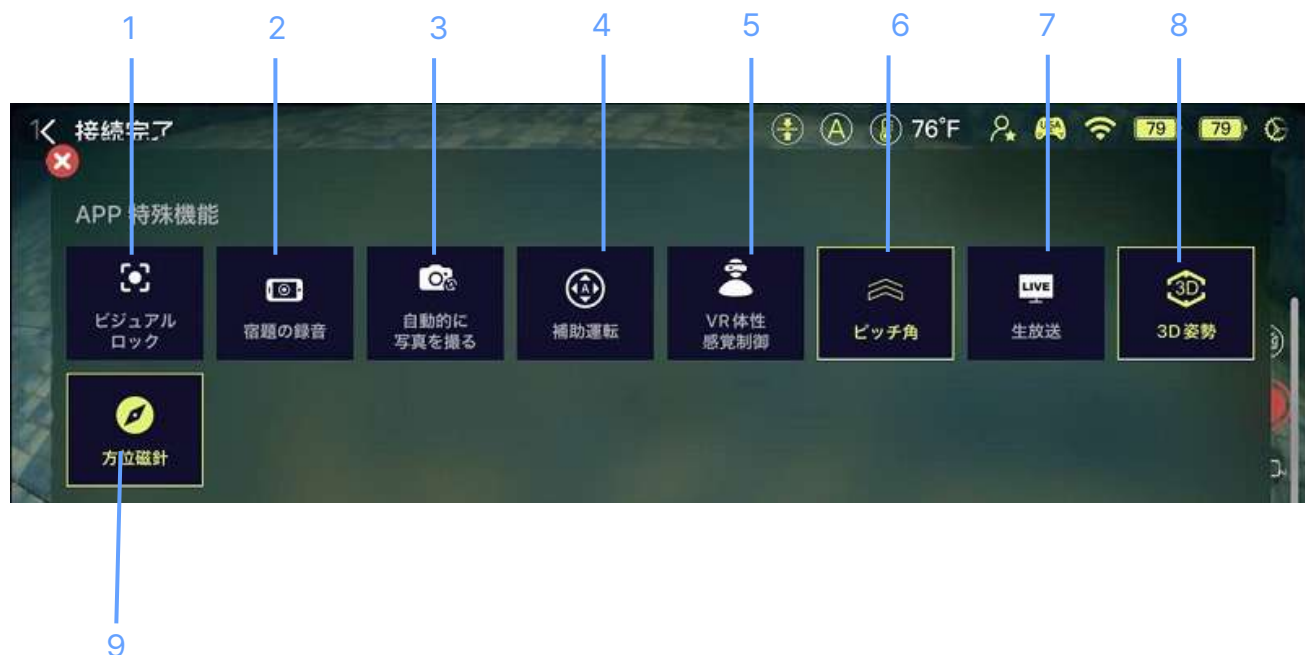 1 2 3 4 5 6 7 8
接続完了 A 76°F 79 79
APP 特殊機能
ビジュアル
ロック
宿題の録音
自動的に
写真を撮る
A
補助運転
VR体性
感覚制御
ピッチ角
LIVE
生放送
3D
3D姿勢
方位磁針
9